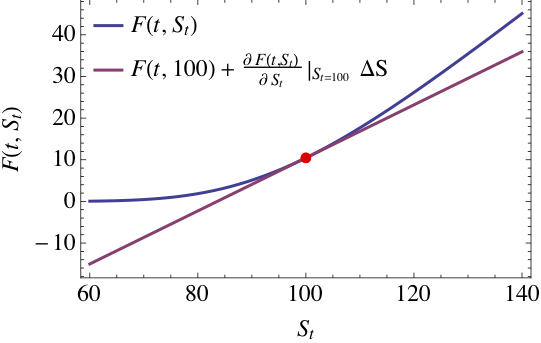 F(t, S_t)
F(t, 100) + ∂F(t,S_t)/∂S_t |_{S_t=100} ΔS
F(t, S_t)
40
30
20
10
0
−10
60 80 100 120 140
S_t